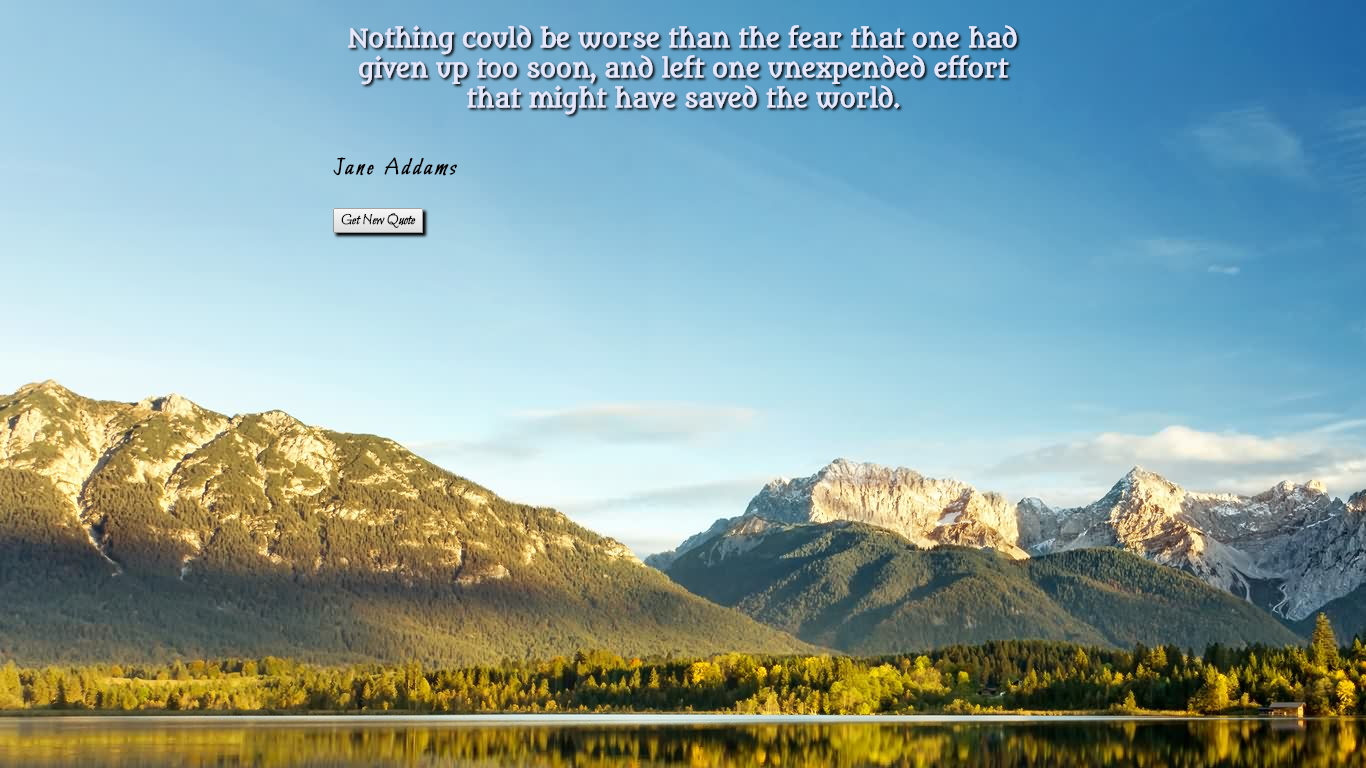 Nothing could be worse than the fear that one had
given up too soon, and left one unexpended effort
that might have saved the world.
Jane Addams
Get New Quote